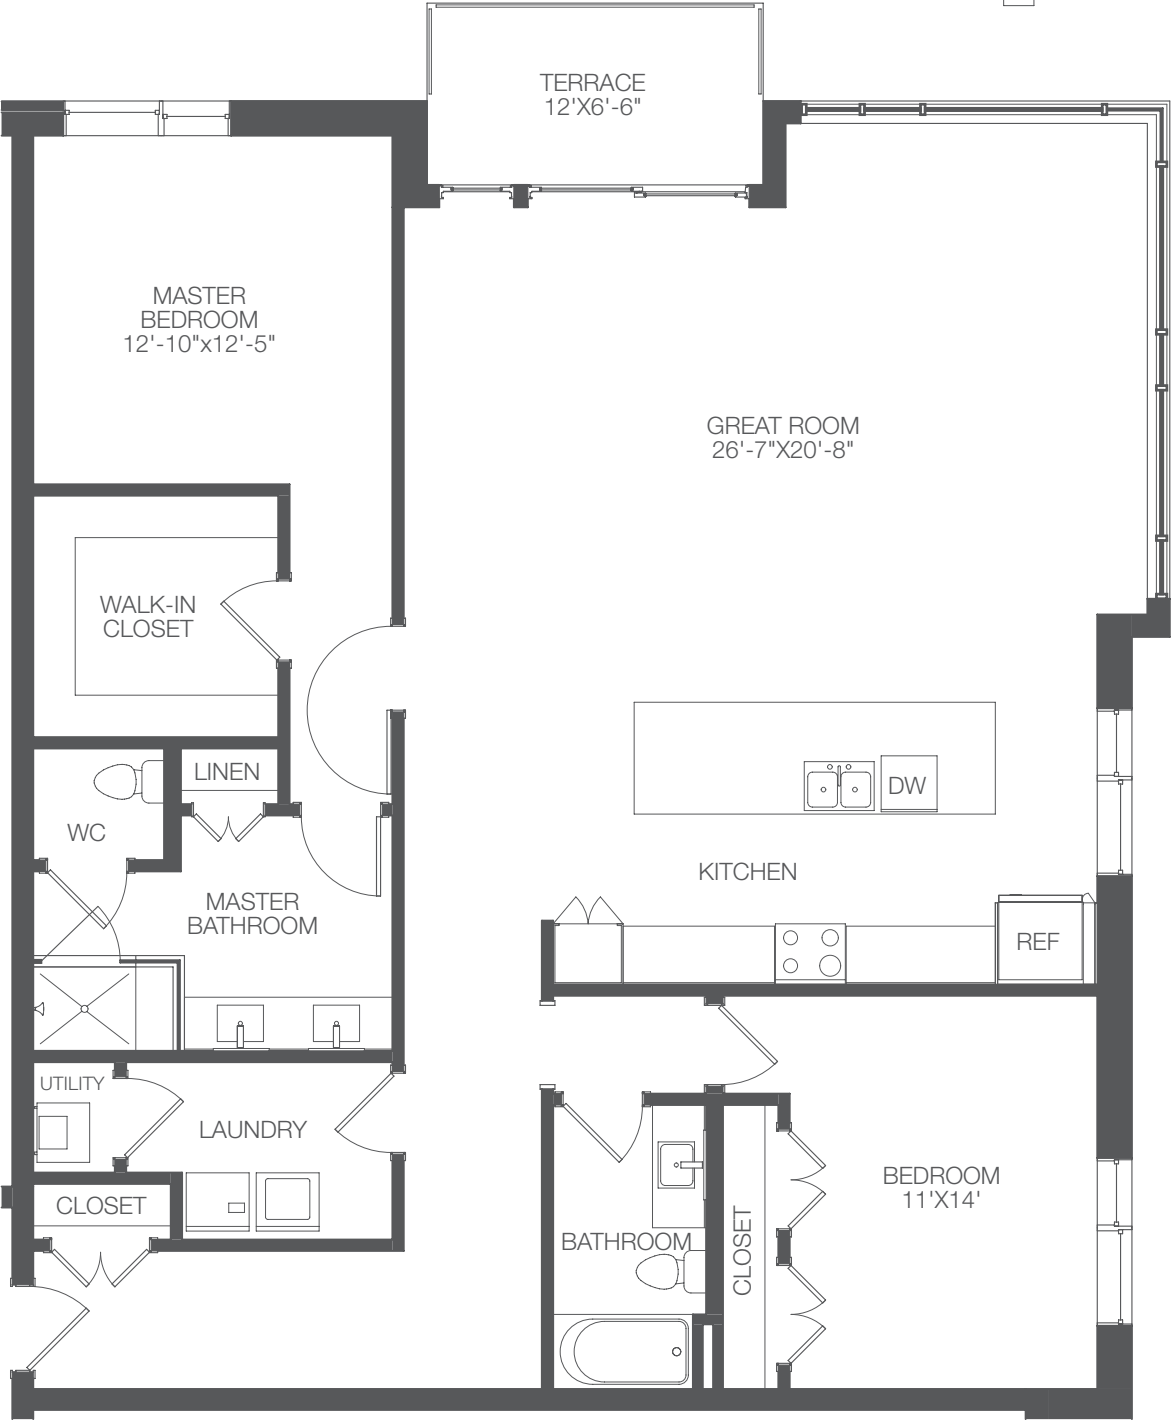 TERRACE
12'X6'-6"
MASTER
BEDROOM
12'-10"x12'-5"
GREAT ROOM
26'-7"X20'-8"
WALK-IN
CLOSET
LINEN
DW
WC
KITCHEN
MASTER
BATHROOM
REF
UTILITY
LAUNDRY
BEDROOM
11'X14'
CLOSET
BATHROOM
CLOSET